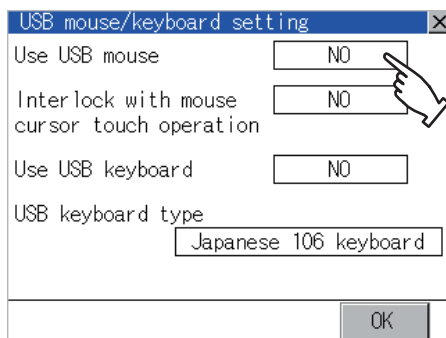 USB mouse/keyboard setting
Use USB mouse NO
Interlock with mouse NO
cursor touch operation
Use USB keyboard NO
USB keyboard type
Japanese 106 keyboard
OK